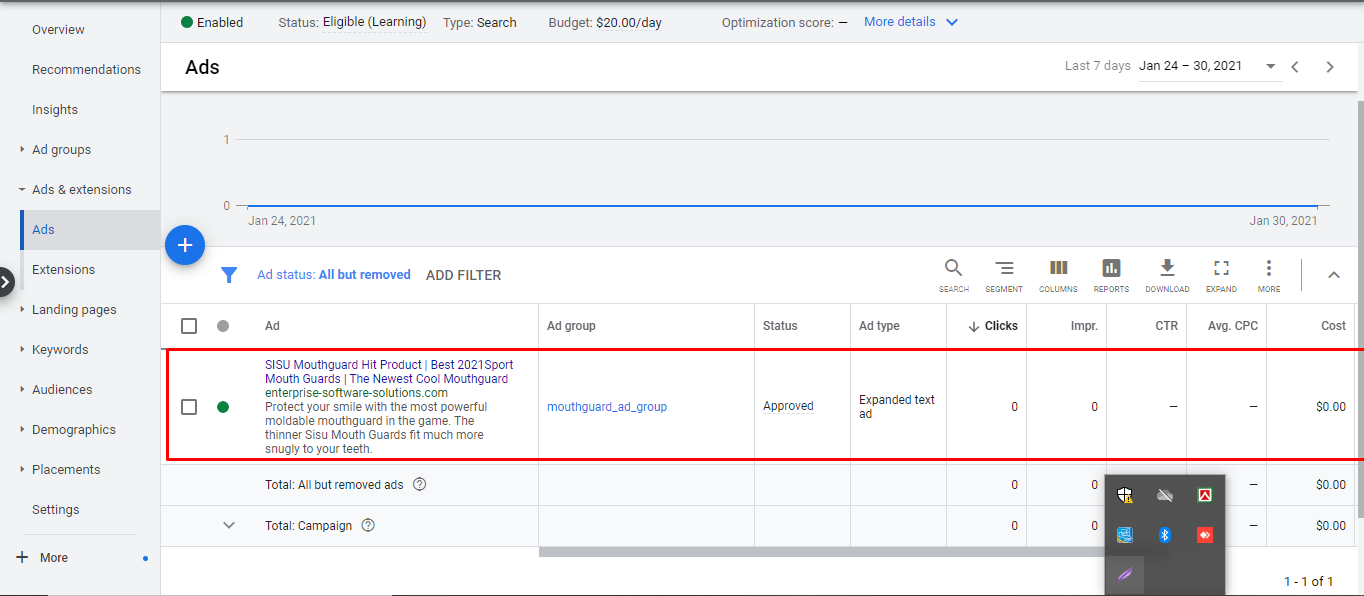 Overview
Recommendations
Insights
Ad groups
Ads & extensions
Ads
Extensions
Landing pages
Keywords
Audiences
Demographics
Placements
Settings
+ More
Enabled Status: Eligible (Learning) Type: Search Budget: $20.00/day Optimization score: — More details
Ads Last 7 days Jan 24 – 30, 2021
1
0
Jan 24, 2021 Jan 30, 2021
Ad status: All but removed ADD FILTER
SEARCH SEGMENT COLUMNS REPORTS DOWNLOAD EXPAND MORE
Ad Ad group Status Ad type Clicks Impr. CTR Avg. CPC Cost
SISU Mouthguard Hit Product | Best 2021Sport
Mouth Guards | The Newest Cool Mouthguard
enterprise-software-solutions.com
Protect your smile with the most powerful
moldable mouthguard in the game. The
thinner Sisu Mouth Guards fit much more
snugly to your teeth.
mouthguard_ad_group
Approved
Expanded text
ad
0 0 — — $0.00
Total: All but removed ads ? 0 0 — $0.00
Total: Campaign ? 0 0 — $0.00
1 - 1 of 1